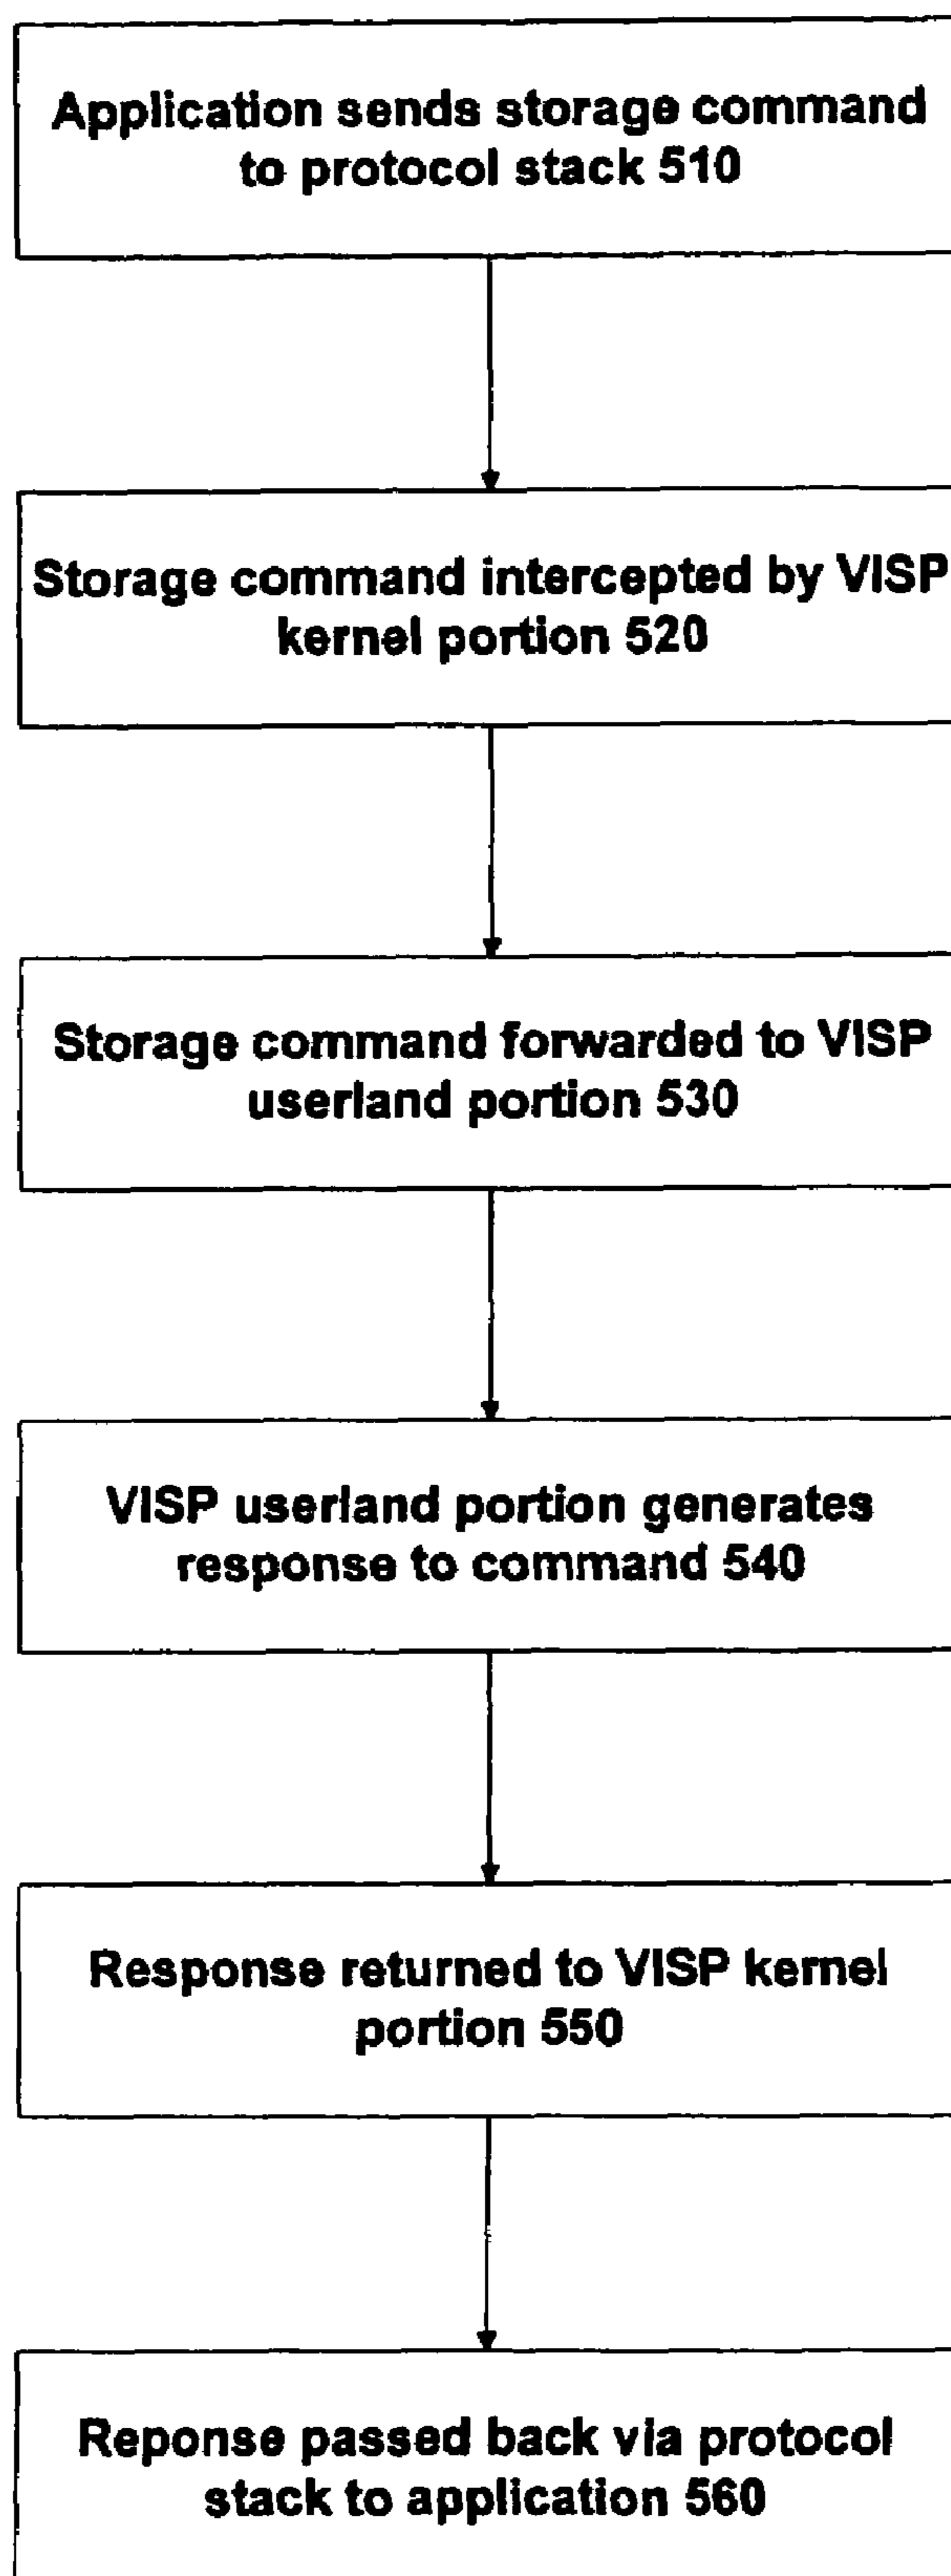 Application sends storage command
to protocol stack 510
Storage command intercepted by VISP
kernel portion 520
Storage command forwarded to VISP
userland portion 530
VISP userland portion generates
response to command 540
Response returned to VISP kernel
portion 550
Reponse passed back via protocol
stack to application 560